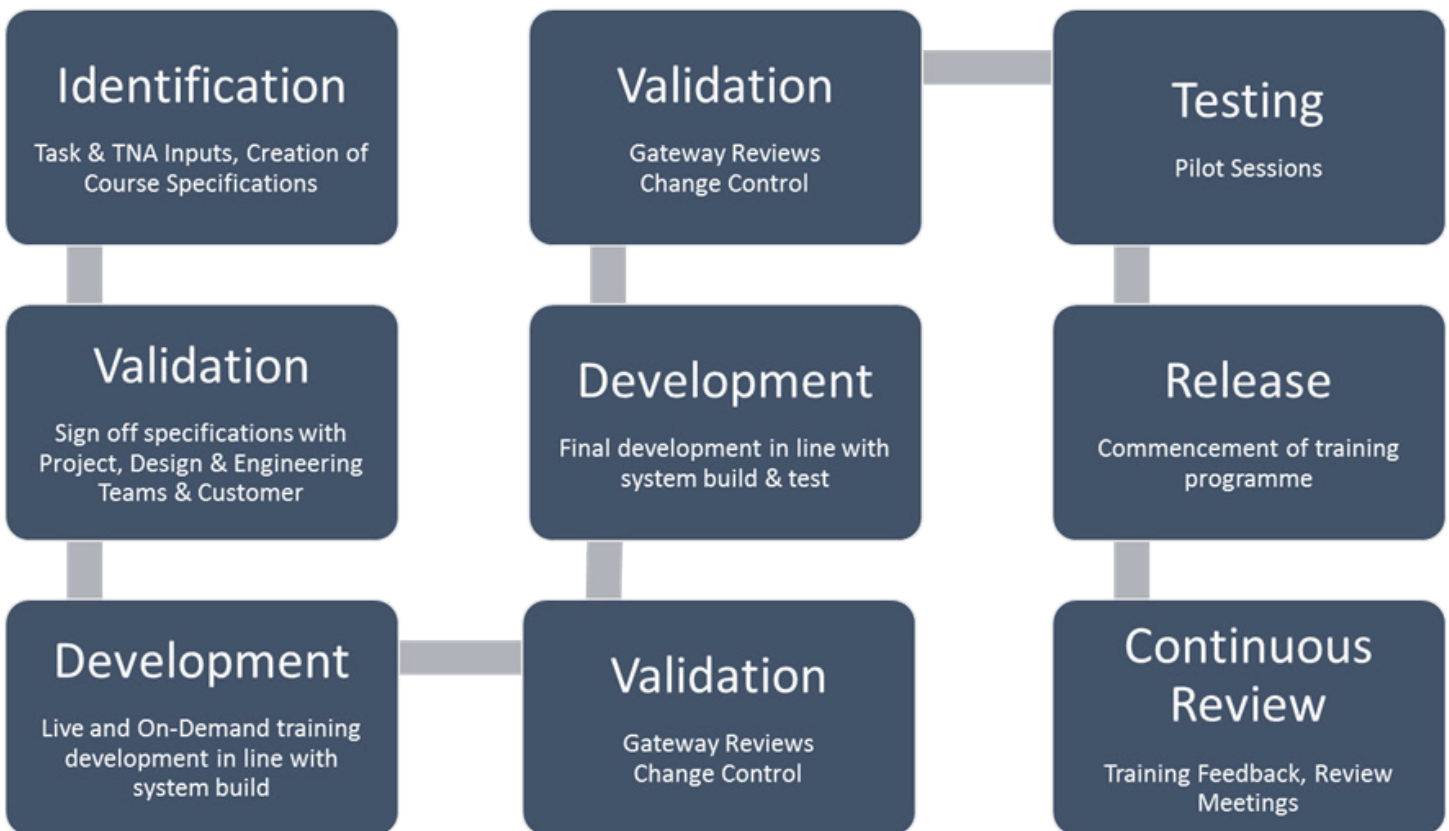 Identification
Task & TNA Inputs, Creation of
Course Specifications
Validation
Sign off specifications with
Project, Design & Engineering
Teams & Customer
Development
Live and On-Demand training
development in line with
system build
Validation
Gateway Reviews
Change Control
Development
Final development in line with
system build & test
Validation
Gateway Reviews
Change Control
Testing
Pilot Sessions
Release
Commencement of training
programme
Continuous
Review
Training Feedback, Review
Meetings